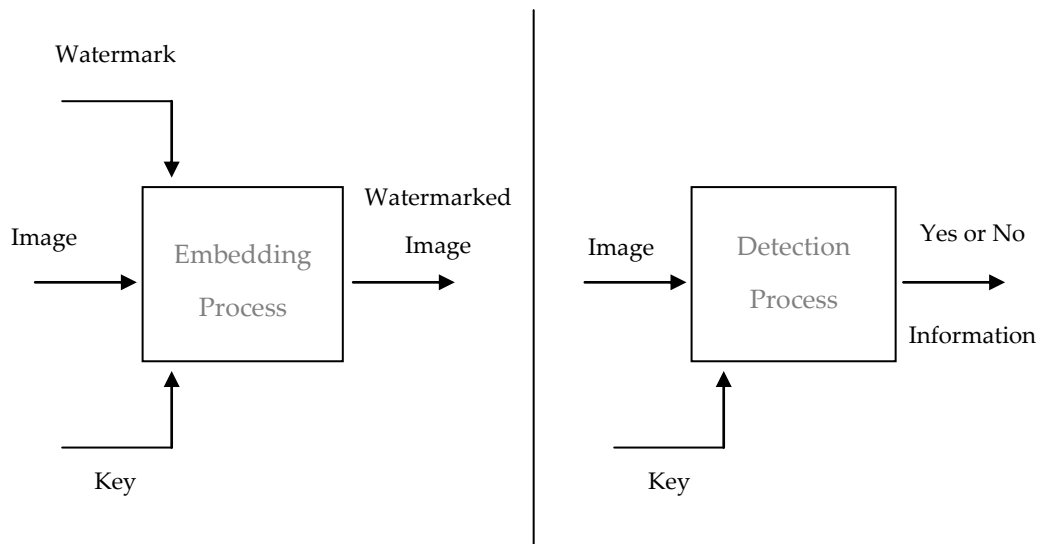 Watermark
Image
Embedding
Process
Watermarked
Image
Key
Image
Detection
Process
Yes or No
Information
Key